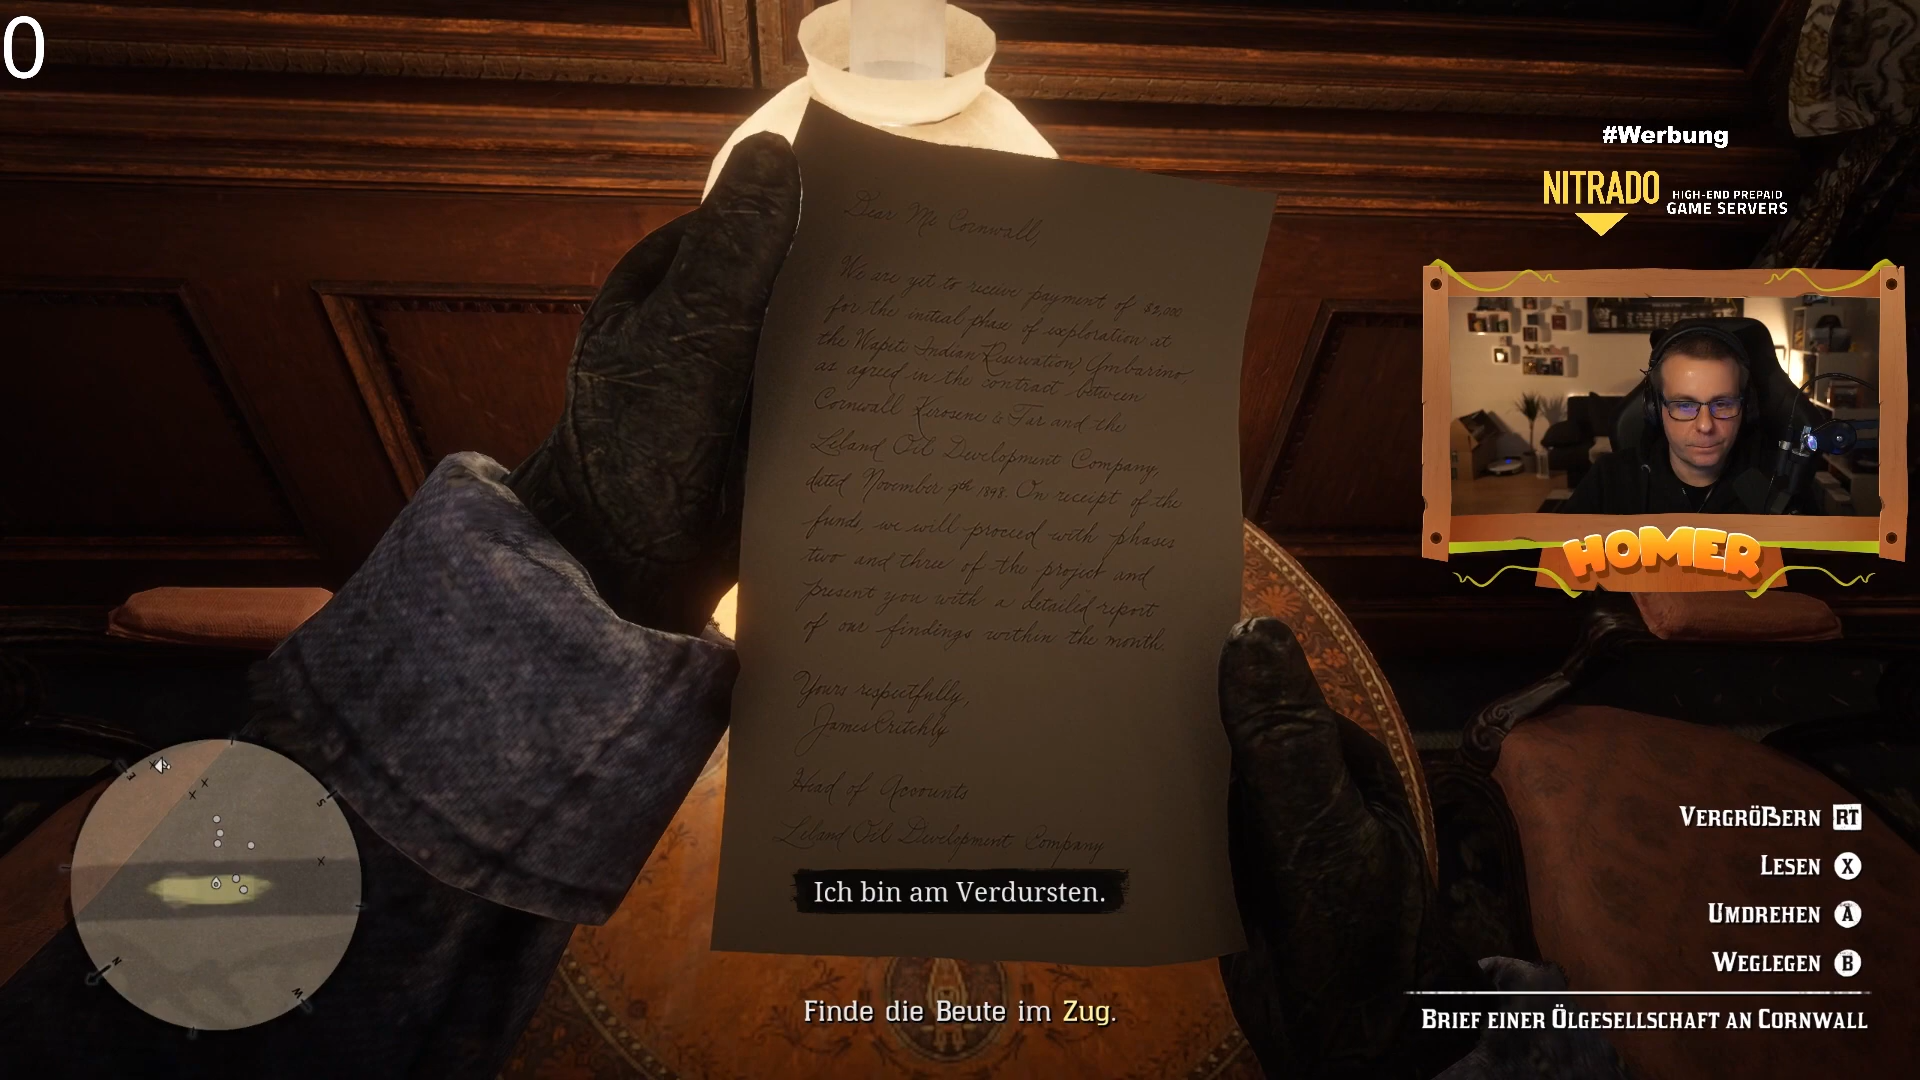 0
#Werbung
NITRADO
HIGH-END PREPAID
GAME SERVERS
HOMER
Dear Mr Cornwall,
We are yet to receive payment of $3,000
for the initial phase of exploration at
the Wapiti Indian Reservation, Ambarino,
as agreed in the contract between
Cornwall Kerosene & Tar and the
Leland Oil Development Company,
dated November 9th 1898. On receipt of the
funds, we will proceed with phases
two and three of the project and
present you with a detailed report
of our findings within the month.
Yours respectfully,
James Critchly
Head of Accounts
Leland Oil Development Company
Ich bin am Verdursten.
Finde die Beute im Zug.
VERGRÖẞERN RT
LESEN X
UMDREHEN A
WEGLEGEN B
BRIEF EINER ÖLGESELLSCHAFT AN CORNWALL
N
E
S
W